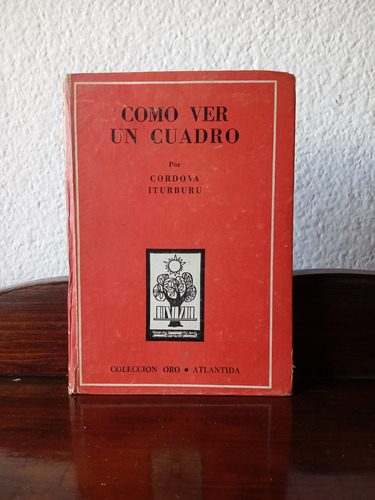 COMO VER
UN CUADRO
Por
CORDOVA
ITURBURU
COLECCION ORO • ATLANTIDA